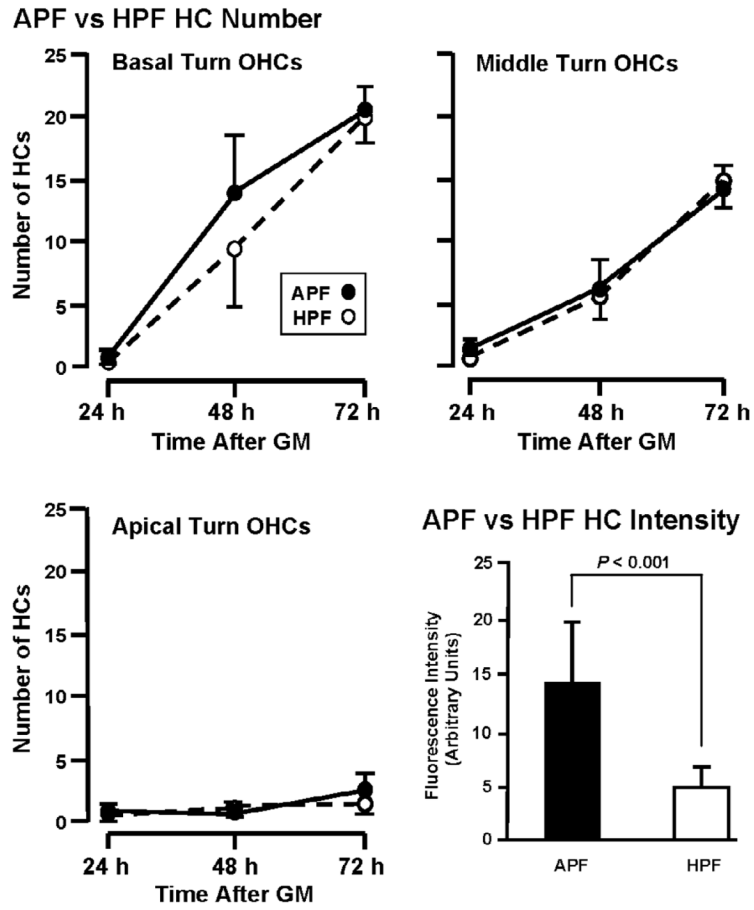 APF vs HPF HC Number
Basal Turn OHCs
Number of HCs
25
20
15
10
5
0
APF
HPF
24 h 48 h 72 h
Time After GM
Middle Turn OHCs
24 h 48 h 72 h
Time After GM
Apical Turn OHCs
Number of HCs
25
20
15
10
5
0
24 h 48 h 72 h
Time After GM
APF vs HPF HC Intensity
P < 0.001
Fluorescence Intensity
(Arbitrary Units)
25
20
15
10
5
0
APF HPF